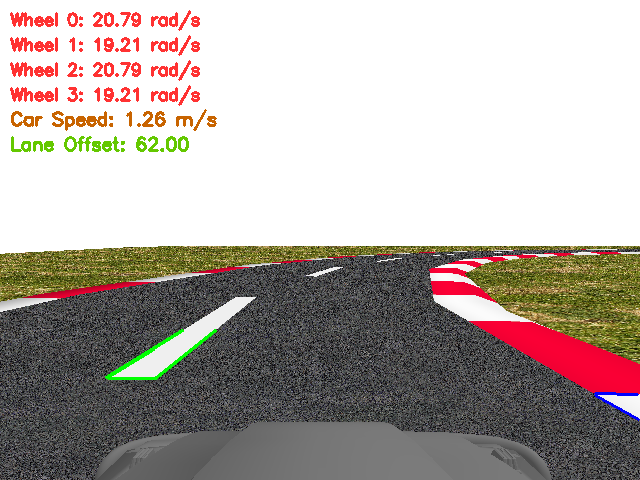 Wheel 0: 20.79 rad/s
Wheel 1: 19.21 rad/s
Wheel 2: 20.79 rad/s
Wheel 3: 19.21 rad/s
Car Speed: 1.26 m/s
Lane Offset: 62.00